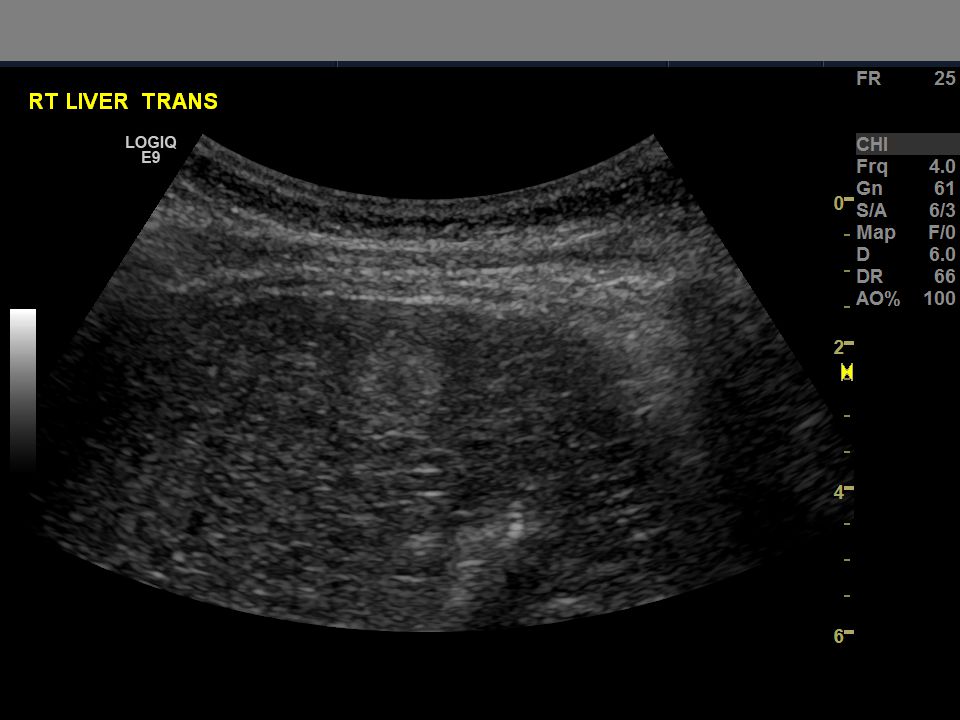 RT LIVER TRANS
LOGIQ
E9
FR 25
CHI
Frq 4.0
Gn 61
S/A 6/3
Map F/0
D 6.0
DR 66
AO% 100
0
2
4
6